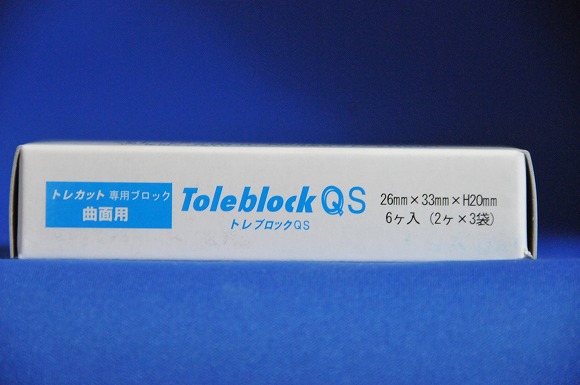 トレカット 専用ブロック
曲面用
Toleblock QS
トレブロックQS
26mm×33mm×H20mm
6ヶ入（2ヶ×3袋）